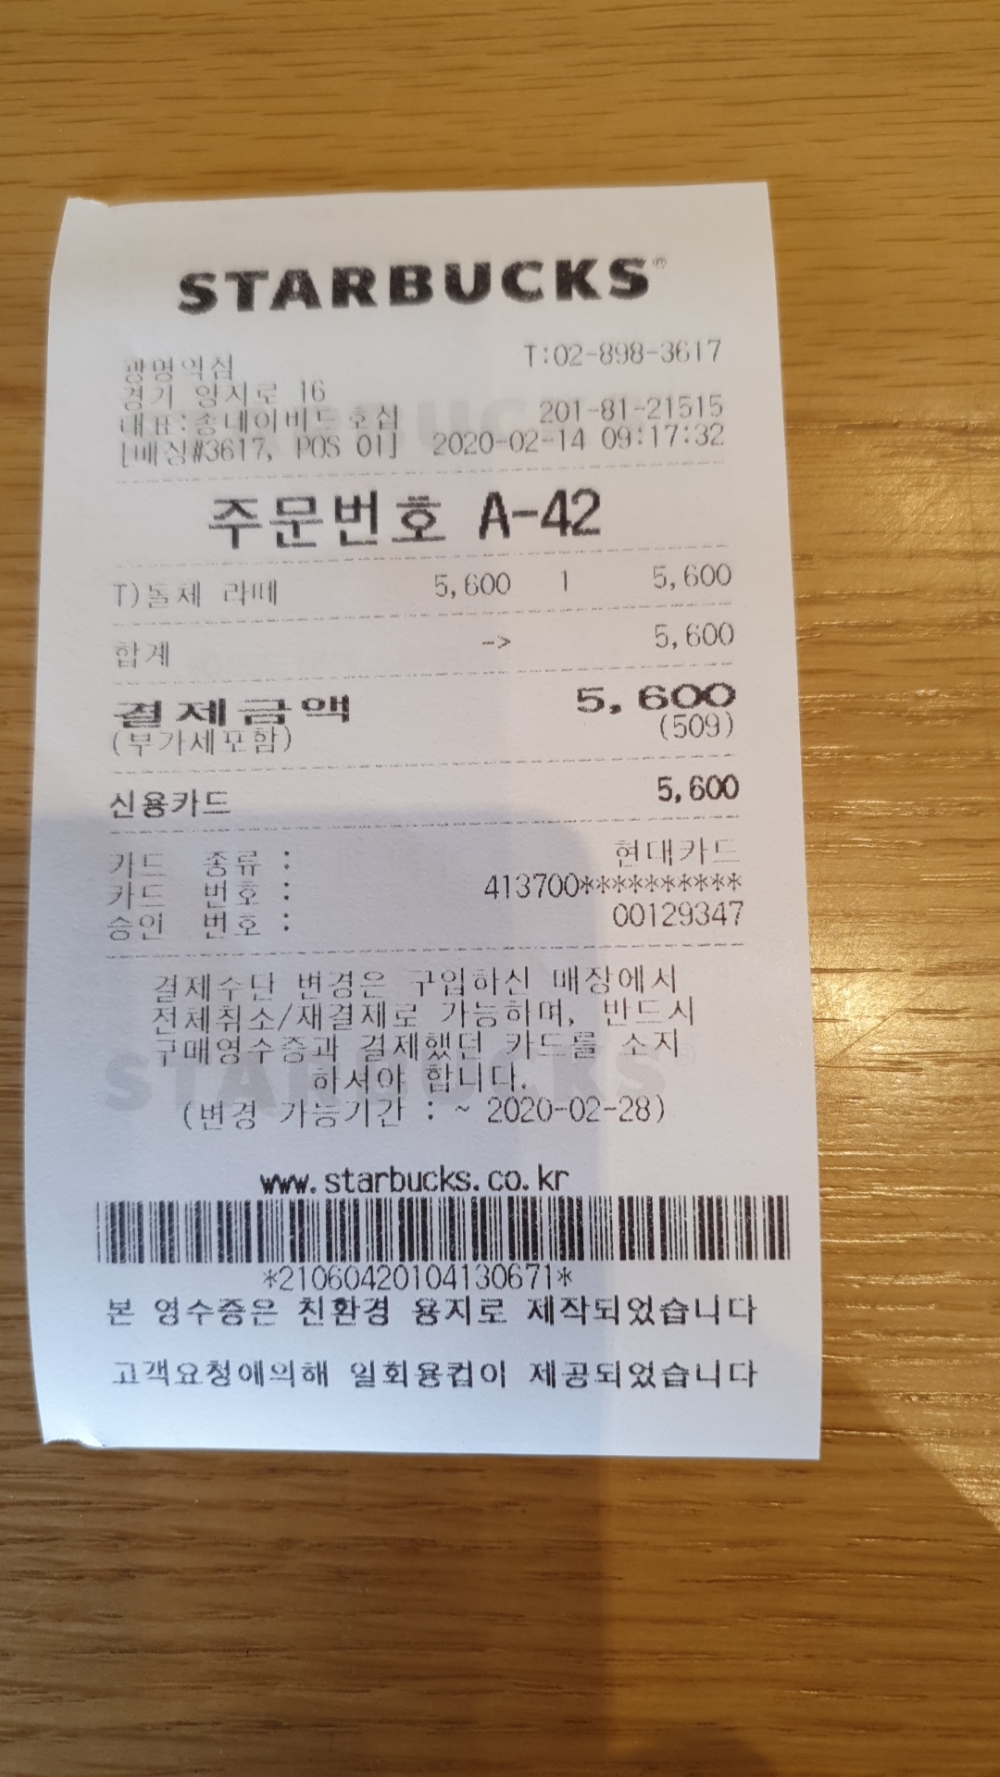 STARBUCKS®
광명역점 T:02-898-3617
경기 양지로 16
대표:송데이비드호섭 201-81-21515
[매장#3617, POS 01] 2020-02-14 09:17:32
주문번호 A-42
T)돌체 라떼 5,600 1 5,600
합계 -> 5,600
결제금액 5,600
(부가세포함) (509)
신용카드 5,600
카드 종류 : 현대카드
카드 번호 : 413700**********
승인 번호 : 00129347
결제수단 변경은 구입하신 매장에서
전체취소/재결제로 가능하며, 반드시
구매영수증과 결제했던 카드를 소지
하셔야 합니다.
(변경 가능기간 : ~ 2020-02-28)
www.starbucks.co.kr
*21060420104130671*
본 영수증은 친환경 용지로 제작되었습니다
고객요청에의해 일회용컵이 제공되었습니다